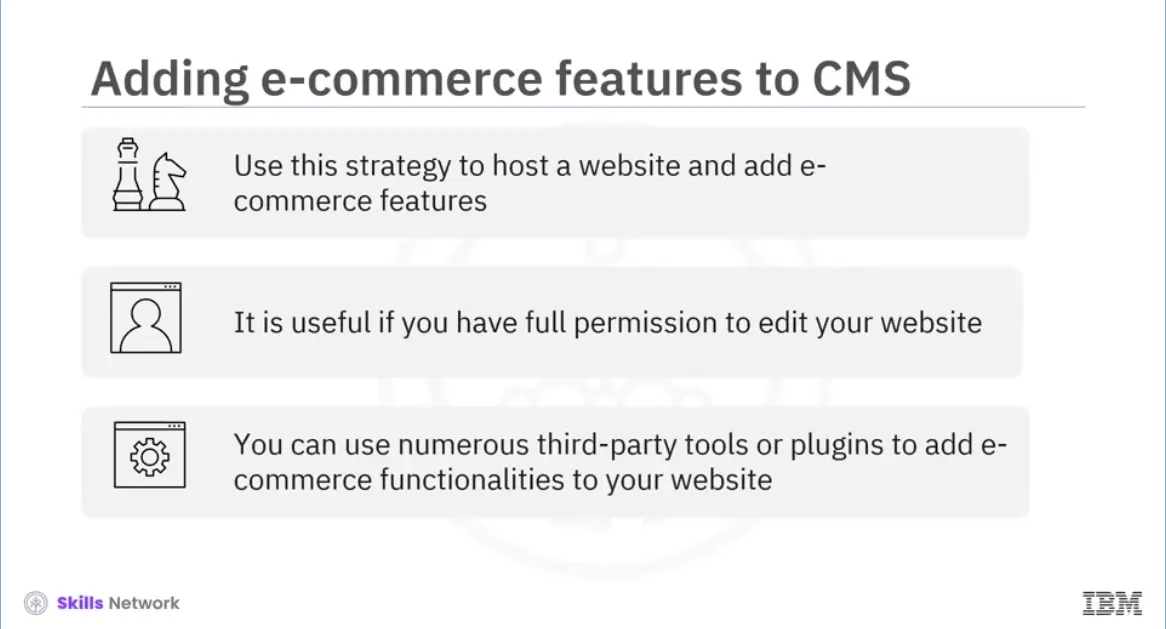 Adding e-commerce features to CMS
Use this strategy to host a website and add e-
commerce features
It is useful if you have full permission to edit your website
You can use numerous third-party tools or plugins to add e-
commerce functionalities to your website
Skills Network
IBM